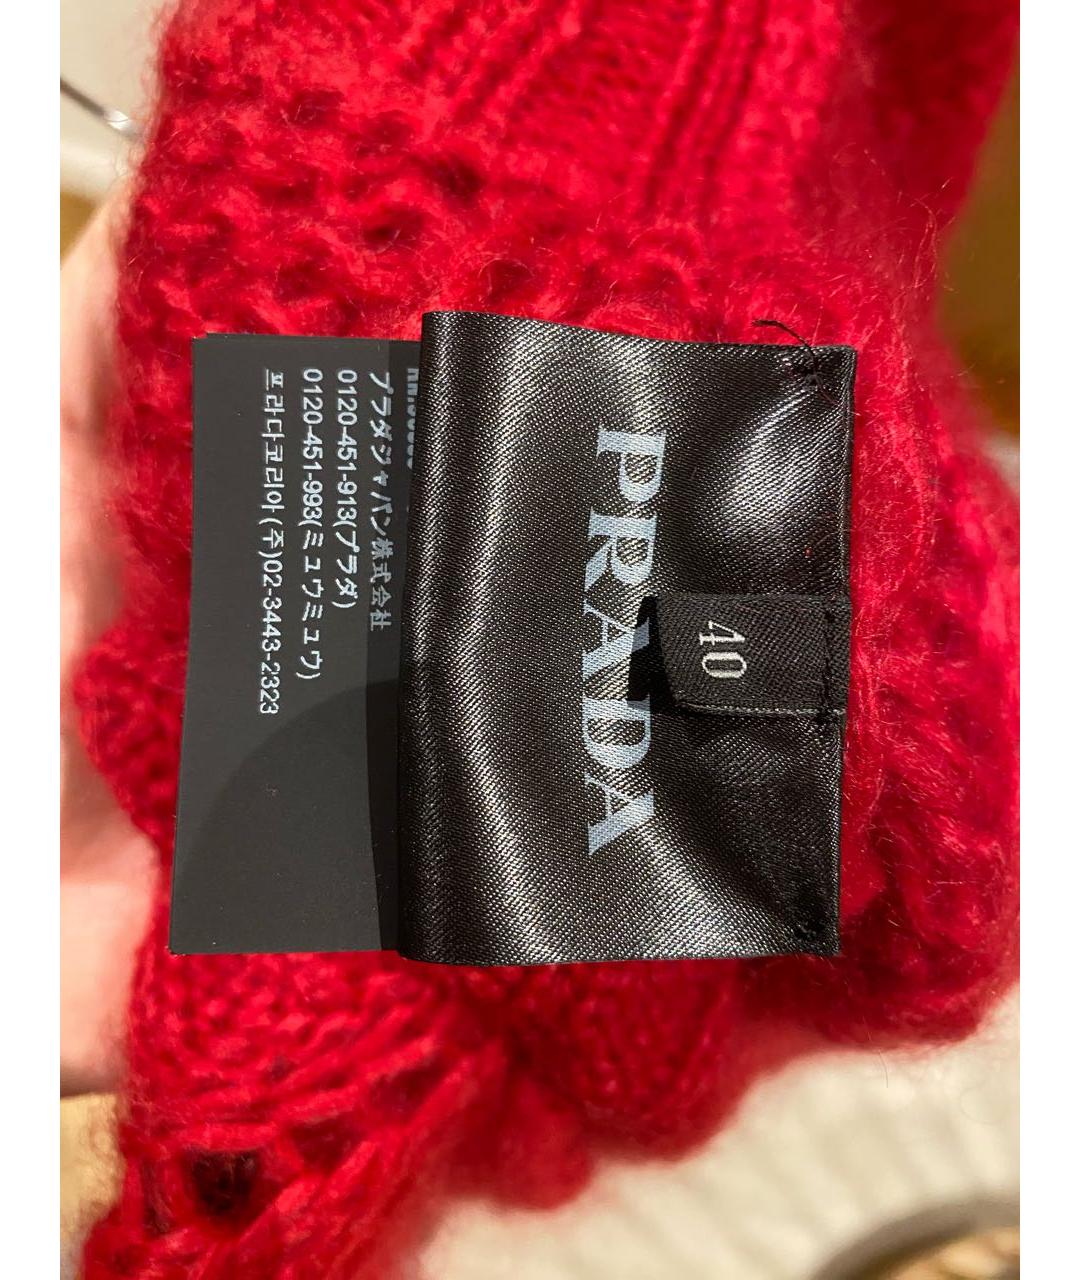 PRADA
40
プラダジャパン株式会社
0120-451-913(プラダ)
0120-451-993(ミュウミュウ)
프라다코리아(주)02-3443-2323